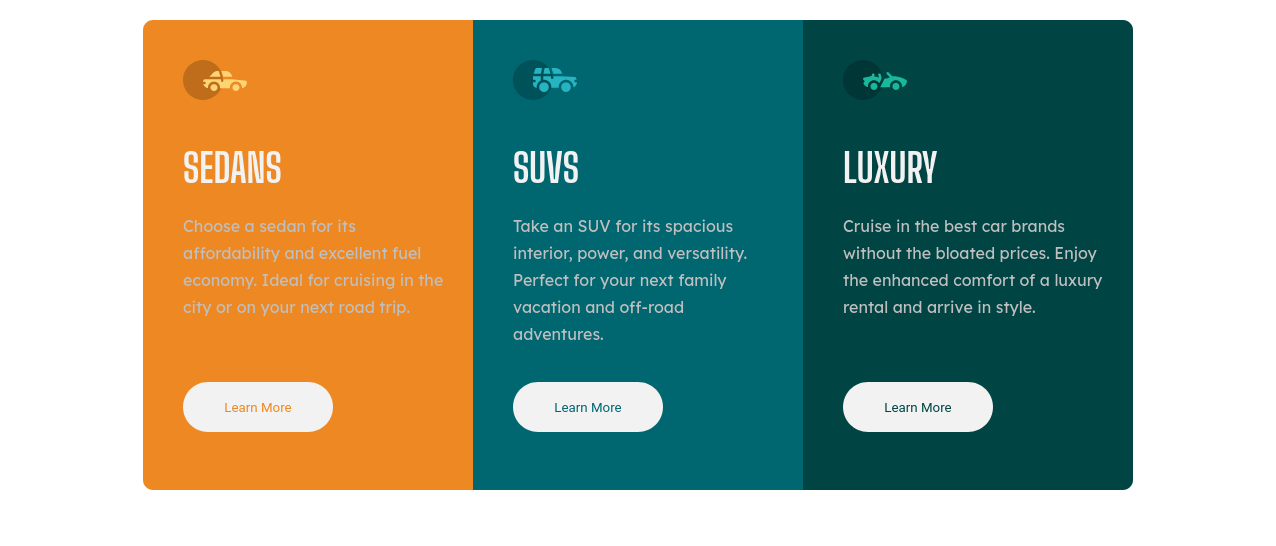 SEDANS
Choose a sedan for its
affordability and excellent fuel
economy. Ideal for cruising in the
city or on your next road trip.
Learn More
SUVS
Take an SUV for its spacious
interior, power, and versatility.
Perfect for your next family
vacation and off-road
adventures.
Learn More
LUXURY
Cruise in the best car brands
without the bloated prices. Enjoy
the enhanced comfort of a luxury
rental and arrive in style.
Learn More